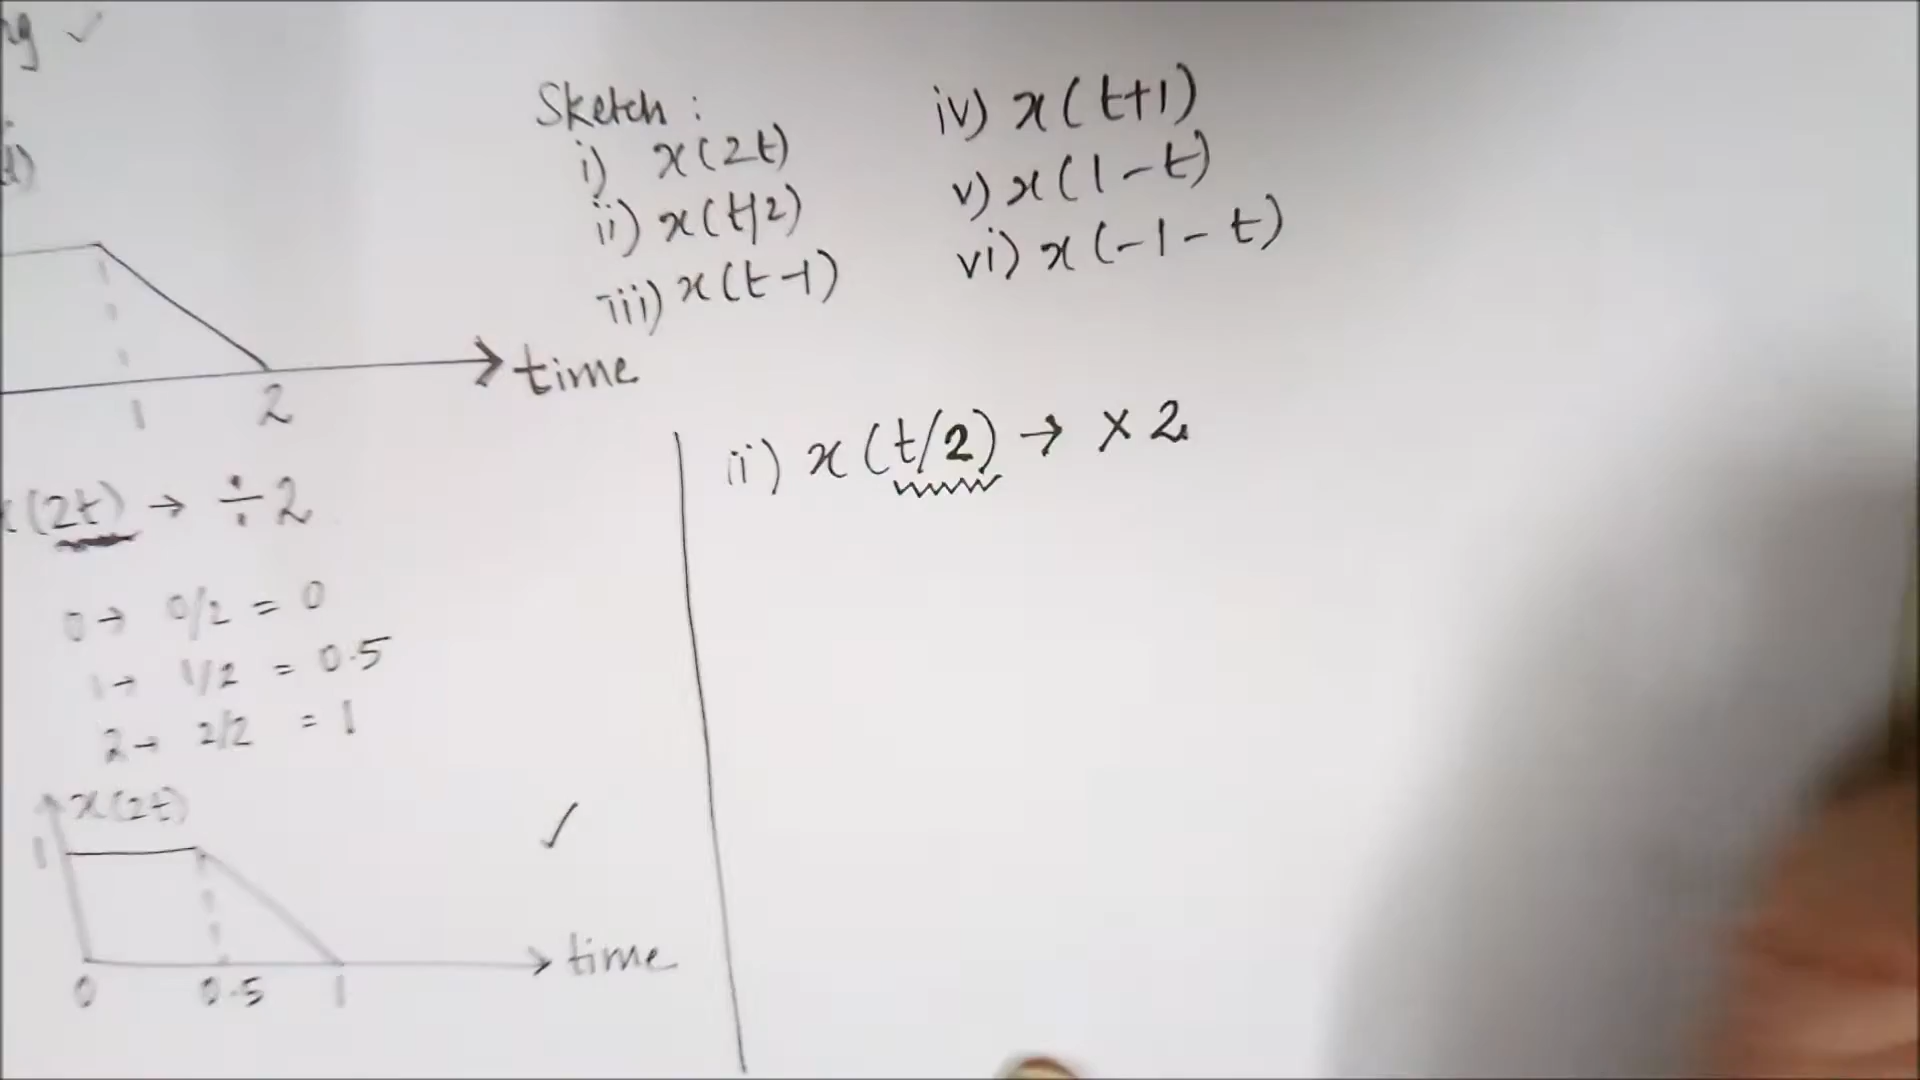 Sketch :
i) x(2t)
ii) x(t/2)
iii) x(t-1)
iv) x(t+1)
v) x(1-t)
vi) x(-1-t)
time
1 2
(2t) → ÷2
0→ 0/2 = 0
1→ 1/2 = 0.5
2→ 2/2 = 1
x(2t)
1
✓
time
0 0.5 1
ii) x(t/2) → ×2